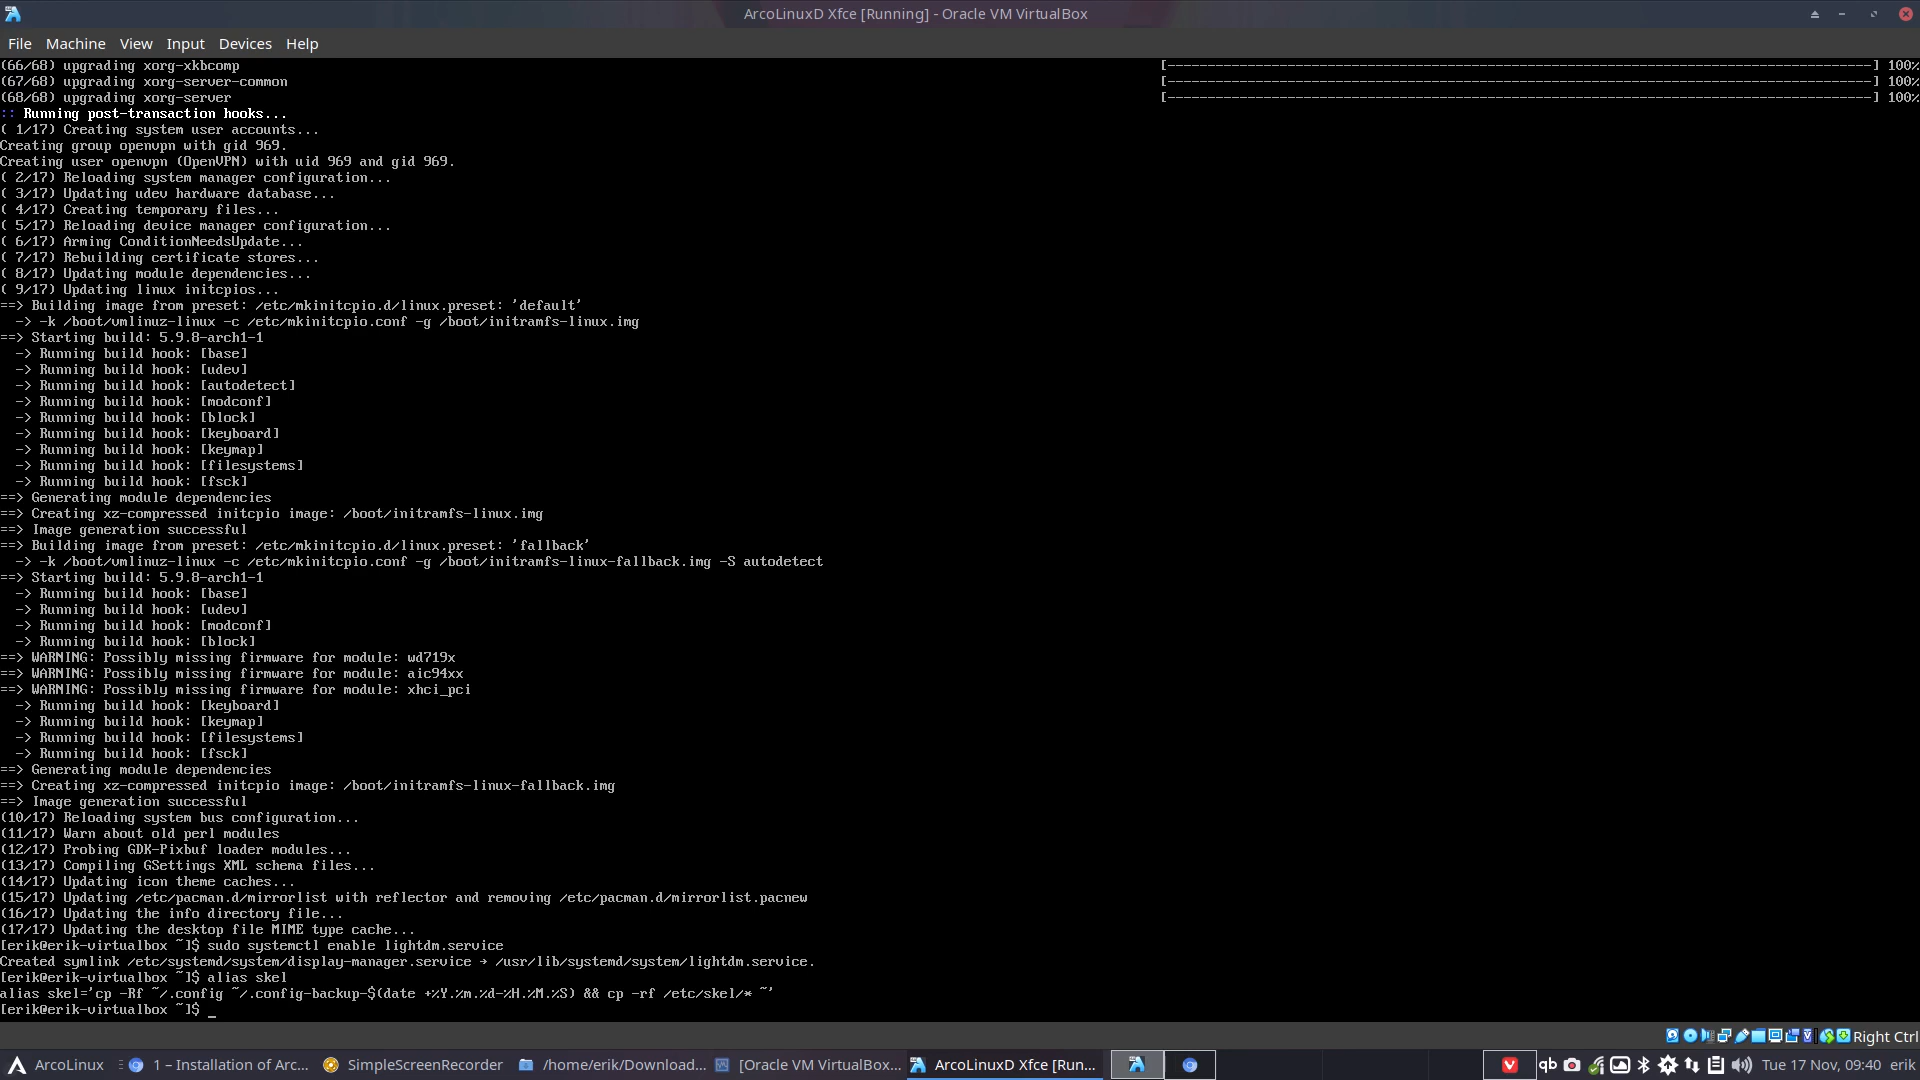 ArcoLinuxD Xfce [Running] - Oracle VM VirtualBox
File Machine View Input Devices Help
(66/68) upgrading xorg-xkbcomp [----------------------------------------------------------------------------------------] 100%
(67/68) upgrading xorg-server-common [----------------------------------------------------------------------------------------] 100%
(68/68) upgrading xorg-server [----------------------------------------------------------------------------------------] 100%
:: Running post-transaction hooks...
( 1/17) Creating system user accounts...
Creating group openvpn with gid 969.
Creating user openvpn (OpenVPN) with uid 969 and gid 969.
( 2/17) Reloading system manager configuration...
( 3/17) Updating udev hardware database...
( 4/17) Creating temporary files...
( 5/17) Reloading device manager configuration...
( 6/17) Arming ConditionNeedsUpdate...
( 7/17) Rebuilding certificate stores...
( 8/17) Updating module dependencies...
( 9/17) Updating linux initcpios...
==> Building image from preset: /etc/mkinitcpio.d/linux.preset: 'default'
  -> -k /boot/vmlinuz-linux -c /etc/mkinitcpio.conf -g /boot/initramfs-linux.img
==> Starting build: 5.9.8-arch1-1
  -> Running build hook: [base]
  -> Running build hook: [udev]
  -> Running build hook: [autodetect]
  -> Running build hook: [modconf]
  -> Running build hook: [block]
  -> Running build hook: [keyboard]
  -> Running build hook: [keymap]
  -> Running build hook: [filesystems]
  -> Running build hook: [fsck]
==> Generating module dependencies
==> Creating xz-compressed initcpio image: /boot/initramfs-linux.img
==> Image generation successful
==> Building image from preset: /etc/mkinitcpio.d/linux.preset: 'fallback'
  -> -k /boot/vmlinuz-linux -c /etc/mkinitcpio.conf -g /boot/initramfs-linux-fallback.img -S autodetect
==> Starting build: 5.9.8-arch1-1
  -> Running build hook: [base]
  -> Running build hook: [udev]
  -> Running build hook: [modconf]
  -> Running build hook: [block]
==> WARNING: Possibly missing firmware for module: wd719x
==> WARNING: Possibly missing firmware for module: aic94xx
==> WARNING: Possibly missing firmware for module: xhci_pci
  -> Running build hook: [keyboard]
  -> Running build hook: [keymap]
  -> Running build hook: [filesystems]
  -> Running build hook: [fsck]
==> Generating module dependencies
==> Creating xz-compressed initcpio image: /boot/initramfs-linux-fallback.img
==> Image generation successful
(10/17) Reloading system bus configuration...
(11/17) Warn about old perl modules
(12/17) Probing GDK-Pixbuf loader modules...
(13/17) Compiling GSettings XML schema files...
(14/17) Updating icon theme caches...
(15/17) Updating /etc/pacman.d/mirrorlist with reflector and removing /etc/pacman.d/mirrorlist.pacnew
(16/17) Updating the info directory file...
(17/17) Updating the desktop file MIME type cache...
[erik@erik-virtualbox ~]$ sudo systemctl enable lightdm.service
Created symlink /etc/systemd/system/display-manager.service → /usr/lib/systemd/system/lightdm.service.
[erik@erik-virtualbox ~]$ alias skel
alias skel='cp -Rf ~/.config ~/.config-backup-$(date +%Y.%m.%d-%H.%M.%S) && cp -rf /etc/skel/* ~'
[erik@erik-virtualbox ~]$ _
Right Ctrl
ArcoLinux 1 – Installation of Arc... SimpleScreenRecorder /home/erik/Download... [Oracle VM VirtualBox... ArcoLinuxD Xfce [Run... qb Tue 17 Nov, 09:40 erik